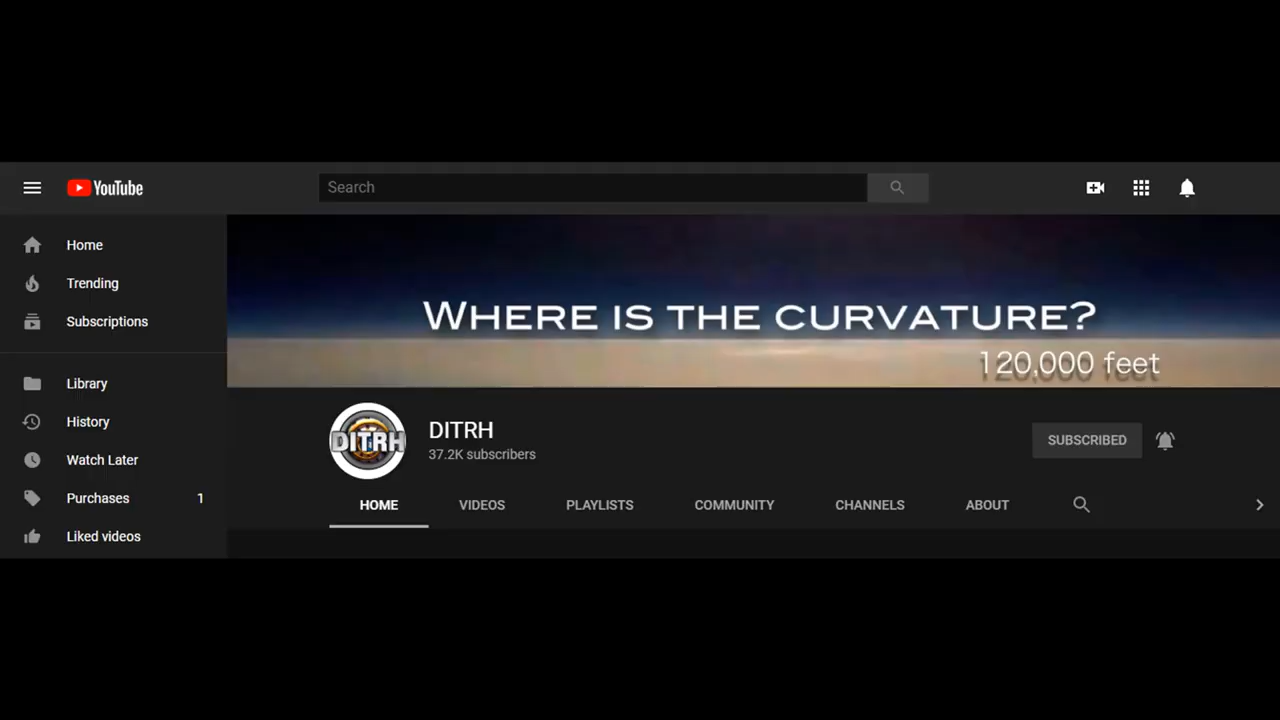 YouTube
Search
Home
Trending
Subscriptions
Library
History
Watch Later
Purchases 1
Liked videos
WHERE IS THE CURVATURE?
120,000 feet
DITRH
DITRH
37.2K subscribers
SUBSCRIBED
HOME VIDEOS PLAYLISTS COMMUNITY CHANNELS ABOUT